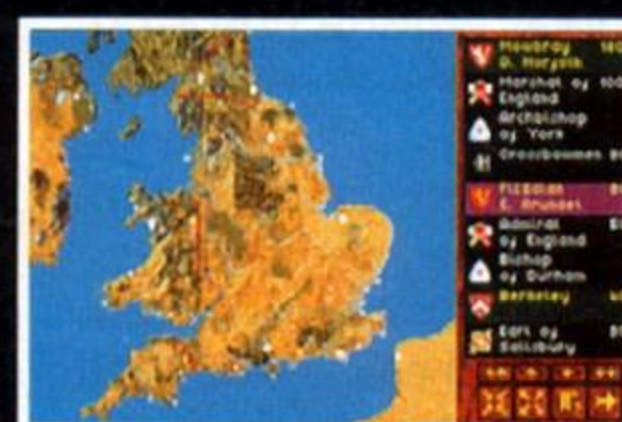 Mowbray
D. Norfolk
Marshal of
England
Archbishop
of York
Crossbowmen
Fitzalan
E. Arundel
Admiral
of England
Bishop
of Durham
Berkeley
Earl of
Salisbury